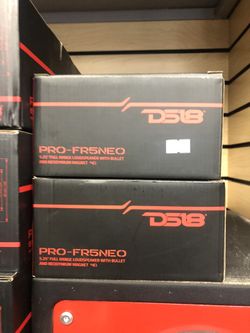 DS18
PRO-FR5NEO
5.25" FULL RANGE LOUDSPEAKER WITH BULLET
AND NEODYMIUM MAGNET 4Ω
DS18
PRO-FR5NEO
5.25" FULL RANGE LOUDSPEAKER WITH BULLET
AND NEODYMIUM MAGNET 4Ω